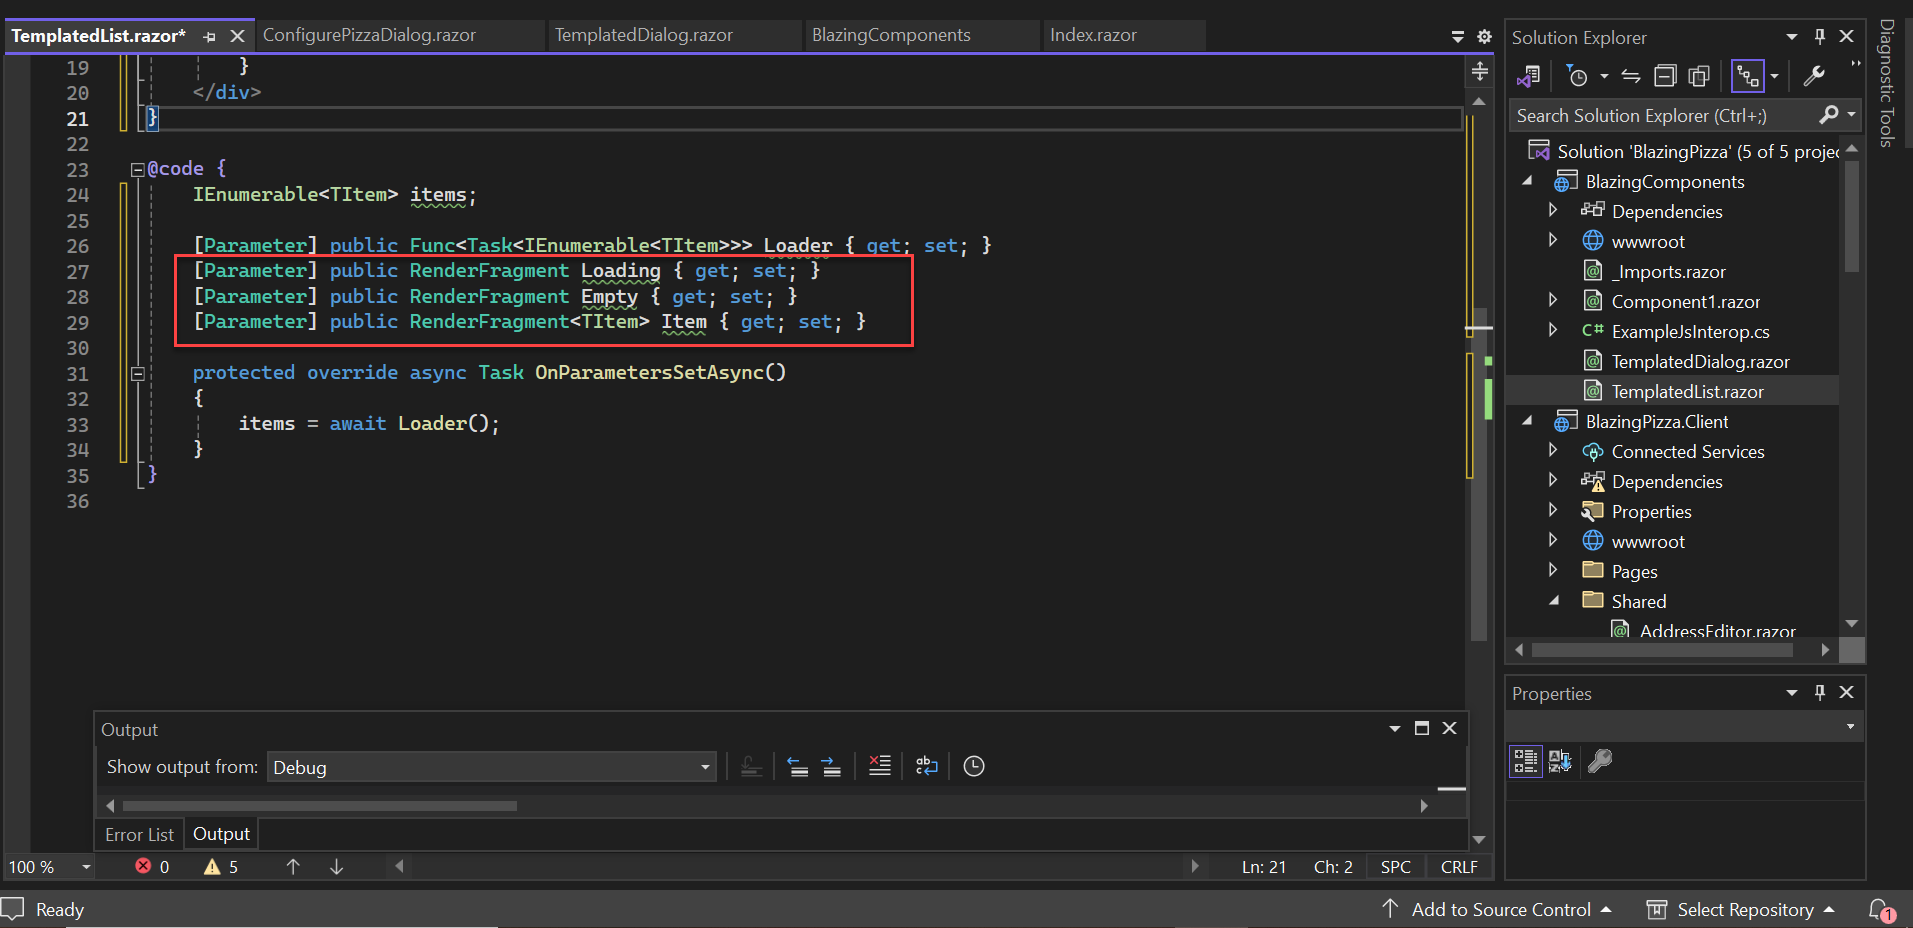 TemplatedList.razor*
ConfigurePizzaDialog.razor
TemplatedDialog.razor
BlazingComponents
Index.razor
19 }
20 </div>
21 }
22
23 @code {
24 IEnumerable<TItem> items;
25
26 [Parameter] public Func<Task<IEnumerable<TItem>>> Loader { get; set; }
27 [Parameter] public RenderFragment Loading { get; set; }
28 [Parameter] public RenderFragment Empty { get; set; }
29 [Parameter] public RenderFragment<TItem> Item { get; set; }
30
31 protected override async Task OnParametersSetAsync()
32 {
33 items = await Loader();
34 }
35 }
36
Output
Show output from: Debug
Error List
Output
100 %
0
5
Ln: 21
Ch: 2
SPC
CRLF
Solution Explorer
Search Solution Explorer (Ctrl+;)
Solution 'BlazingPizza' (5 of 5 projec
BlazingComponents
Dependencies
wwwroot
_Imports.razor
Component1.razor
C# ExampleJsInterop.cs
TemplatedDialog.razor
TemplatedList.razor
BlazingPizza.Client
Connected Services
Dependencies
Properties
wwwroot
Pages
Shared
AddressEditor.razor
Properties
Diagnostic Tools
Ready
Add to Source Control
Select Repository
1